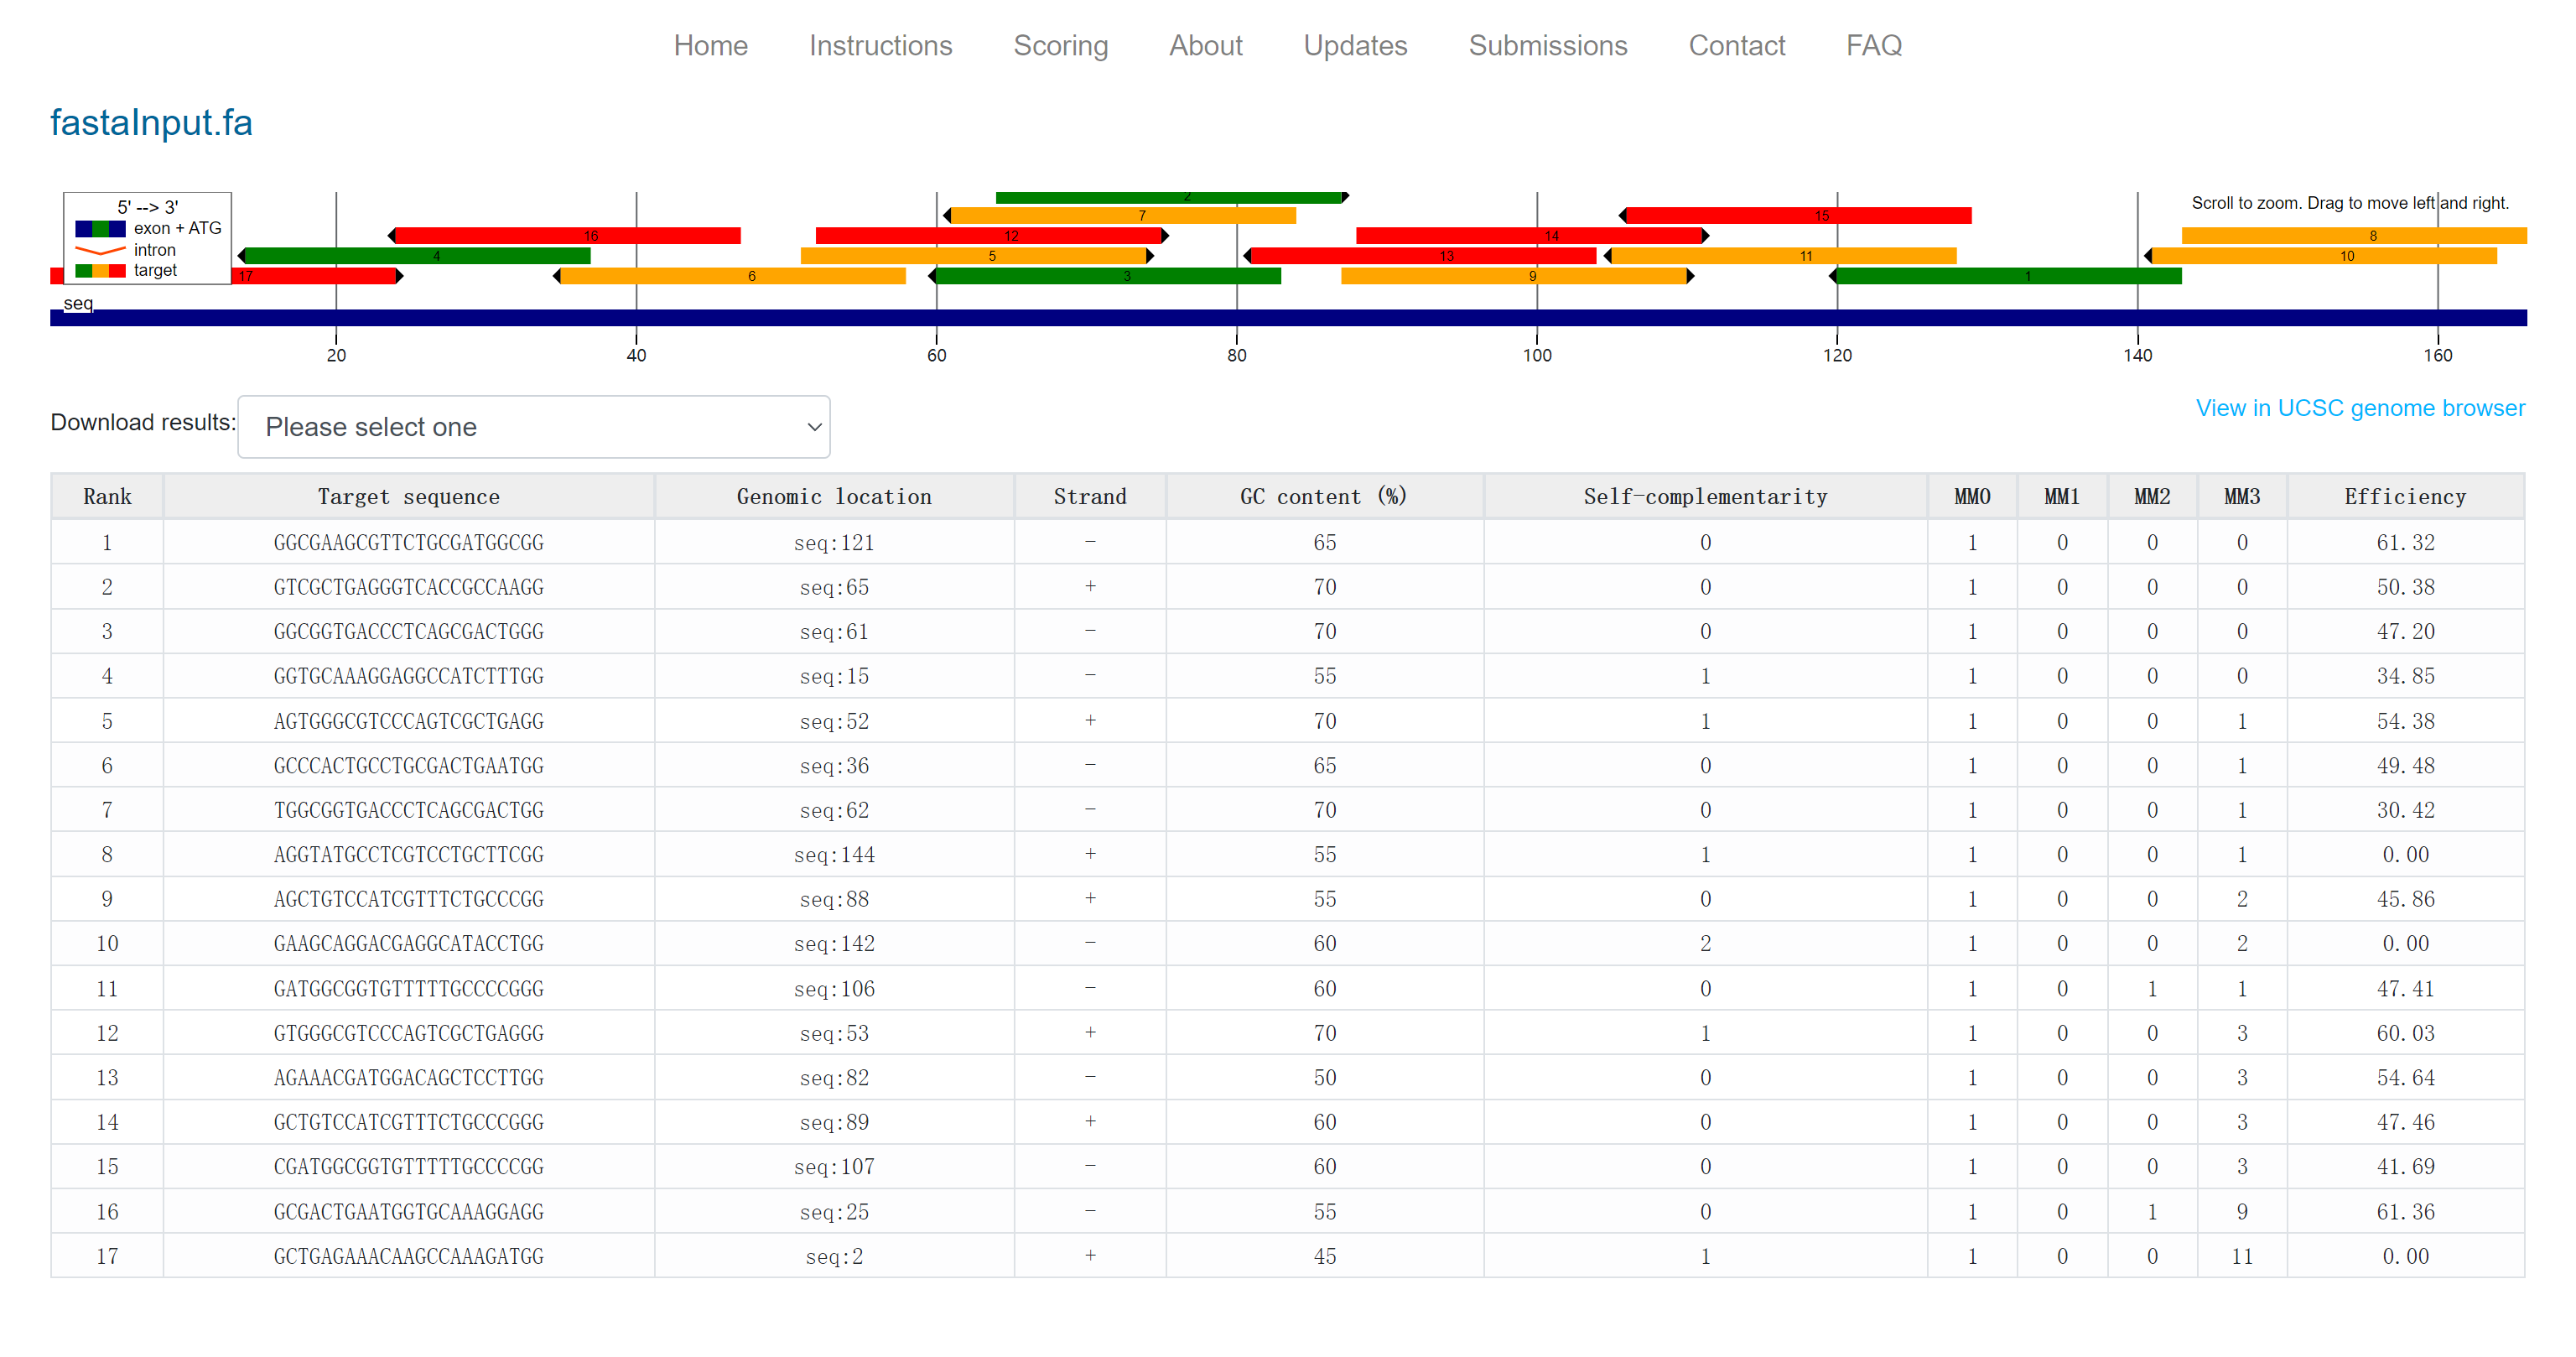 Home Instructions Scoring About Updates Submissions Contact FAQ
fastaInput.fa
5' --> 3'
exon + ATG
intron
target
Scroll to zoom. Drag to move left and right.
2
7 15
16 12 14 8
4 5 13 11 10
17 6 3 9 1
seq
20 40 60 80 100 120 140 160
Download results: Please select one View in UCSC genome browser
Rank Target sequence Genomic location Strand GC content (%) Self-complementarity MM0 MM1 MM2 MM3 Efficiency
1 GGCGAAGCGTTCTGCGATGGCGG seq:121 - 65 0 1 0 0 0 61.32
2 GTCGCTGAGGGTCACCGCCAAGG seq:65 + 70 0 1 0 0 0 50.38
3 GGCGGTGACCCTCAGCGACTGGG seq:61 - 70 0 1 0 0 0 47.20
4 GGTGCAAAGGAGGCCATCTTTGG seq:15 - 55 1 1 0 0 0 34.85
5 AGTGGGCGTCCCAGTCGCTGAGG seq:52 + 70 1 1 0 0 1 54.38
6 GCCCACTGCCTGCGACTGAATGG seq:36 - 65 0 1 0 0 1 49.48
7 TGGCGGTGACCCTCAGCGACTGG seq:62 - 70 0 1 0 0 1 30.42
8 AGGTATGCCTCGTCCTGCTTCGG seq:144 + 55 1 1 0 0 1 0.00
9 AGCTGTCCATCGTTTCTGCCCGG seq:88 + 55 0 1 0 0 2 45.86
10 GAAGCAGGACGAGGCATACCTGG seq:142 - 60 2 1 0 0 2 0.00
11 GATGGCGGTGTTTTTGCCCCGGG seq:106 - 60 0 1 0 1 1 47.41
12 GTGGGCGTCCCAGTCGCTGAGGG seq:53 + 70 1 1 0 0 3 60.03
13 AGAAACGATGGACAGCTCCTTGG seq:82 - 50 0 1 0 0 3 54.64
14 GCTGTCCATCGTTTCTGCCCGGG seq:89 + 60 0 1 0 0 3 47.46
15 CGATGGCGGTGTTTTTGCCCCGG seq:107 - 60 0 1 0 0 3 41.69
16 GCGACTGAATGGTGCAAAGGAGG seq:25 - 55 0 1 0 1 9 61.36
17 GCTGAGAAACAAGCCAAAGATGG seq:2 + 45 1 1 0 0 11 0.00